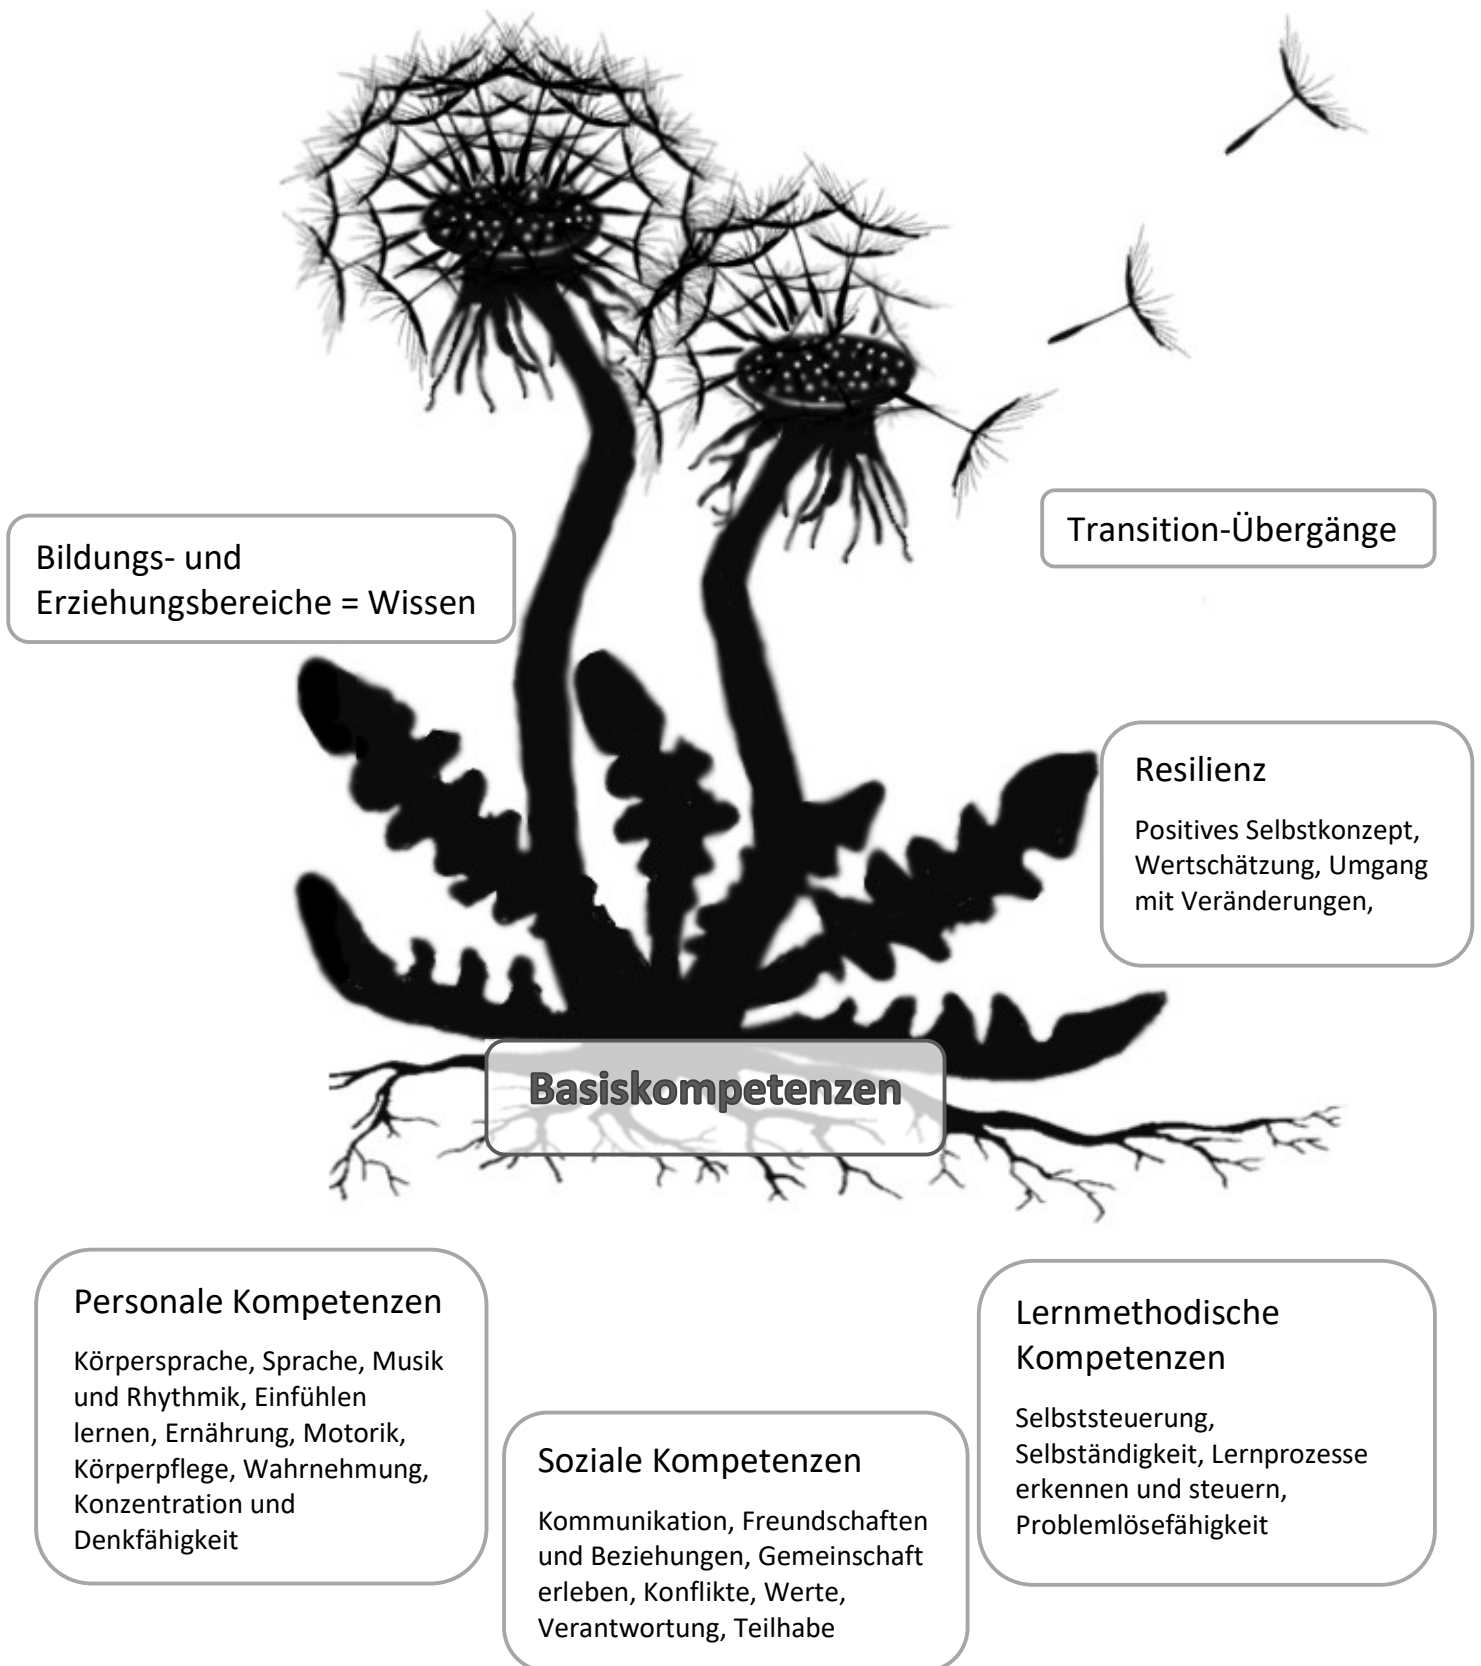 Bildungs- und
Erziehungsbereiche = Wissen
Transition-Übergänge
Resilienz
Positives Selbstkonzept,
Wertschätzung, Umgang
mit Veränderungen,
Basiskompetenzen
Personale Kompetenzen
Körpersprache, Sprache, Musik
und Rhythmik, Einfühlen
lernen, Ernährung, Motorik,
Körperpflege, Wahrnehmung,
Konzentration und
Denkfähigkeit
Soziale Kompetenzen
Kommunikation, Freundschaften
und Beziehungen, Gemeinschaft
erleben, Konflikte, Werte,
Verantwortung, Teilhabe
Lernmethodische
Kompetenzen
Selbststeuerung,
Selbständigkeit, Lernprozesse
erkennen und steuern,
Problemlösefähigkeit